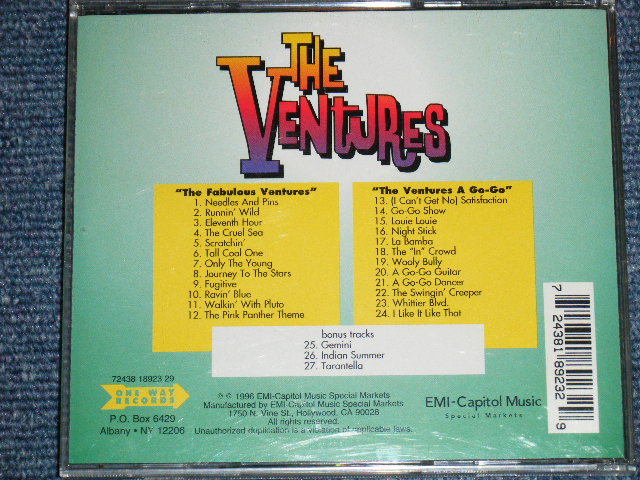 THE
VENTURES
"The Fabulous Ventures"
1. Needles And Pins
2. Runnin' Wild
3. Eleventh Hour
4. The Cruel Sea
5. Scratchin'
6. Tall Cool One
7. Only The Young
8. Journey To The Stars
9. Fugitive
10. Ravin' Blue
11. Walkin' With Pluto
12. The Pink Panther Theme
"The Ventures A Go-Go"
13. (I Can't Get No) Satisfaction
14. Go-Go Show
15. Louie Louie
16. Night Stick
17. La Bamba
18. The "In" Crowd
19. Wooly Bully
20. A Go-Go Guitar
21. A Go-Go Dancer
22. The Swingin' Creeper
23. Whittier Blvd.
24. I Like It Like That
bonus tracks
25. Gemini
26. Indian Summer
27. Tarantella
7 24381 89232 9
72438 18923 29
ONE WAY
RECORDS
P.O. Box 6429
Albany • NY 12206
℗ © 1996 EMI-Capitol Music Special Markets
Manufactured by EMI-Capitol Music Special Markets
1750 N. Vine St., Hollywood, CA 90028
All rights reserved.
Unauthorized duplication is a violation of applicable laws.
EMI-Capitol Music
Special Markets